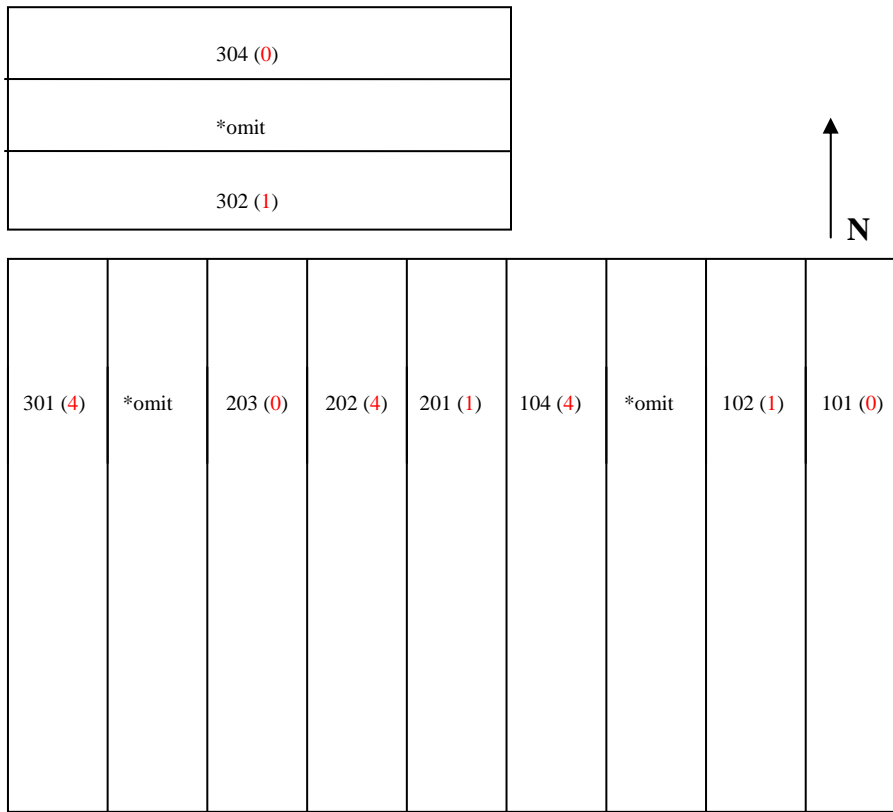 304 (0)
*omit
302 (1)
N
301 (4) *omit 203 (0) 202 (4) 201 (1) 104 (4) *omit 102 (1) 101 (0)